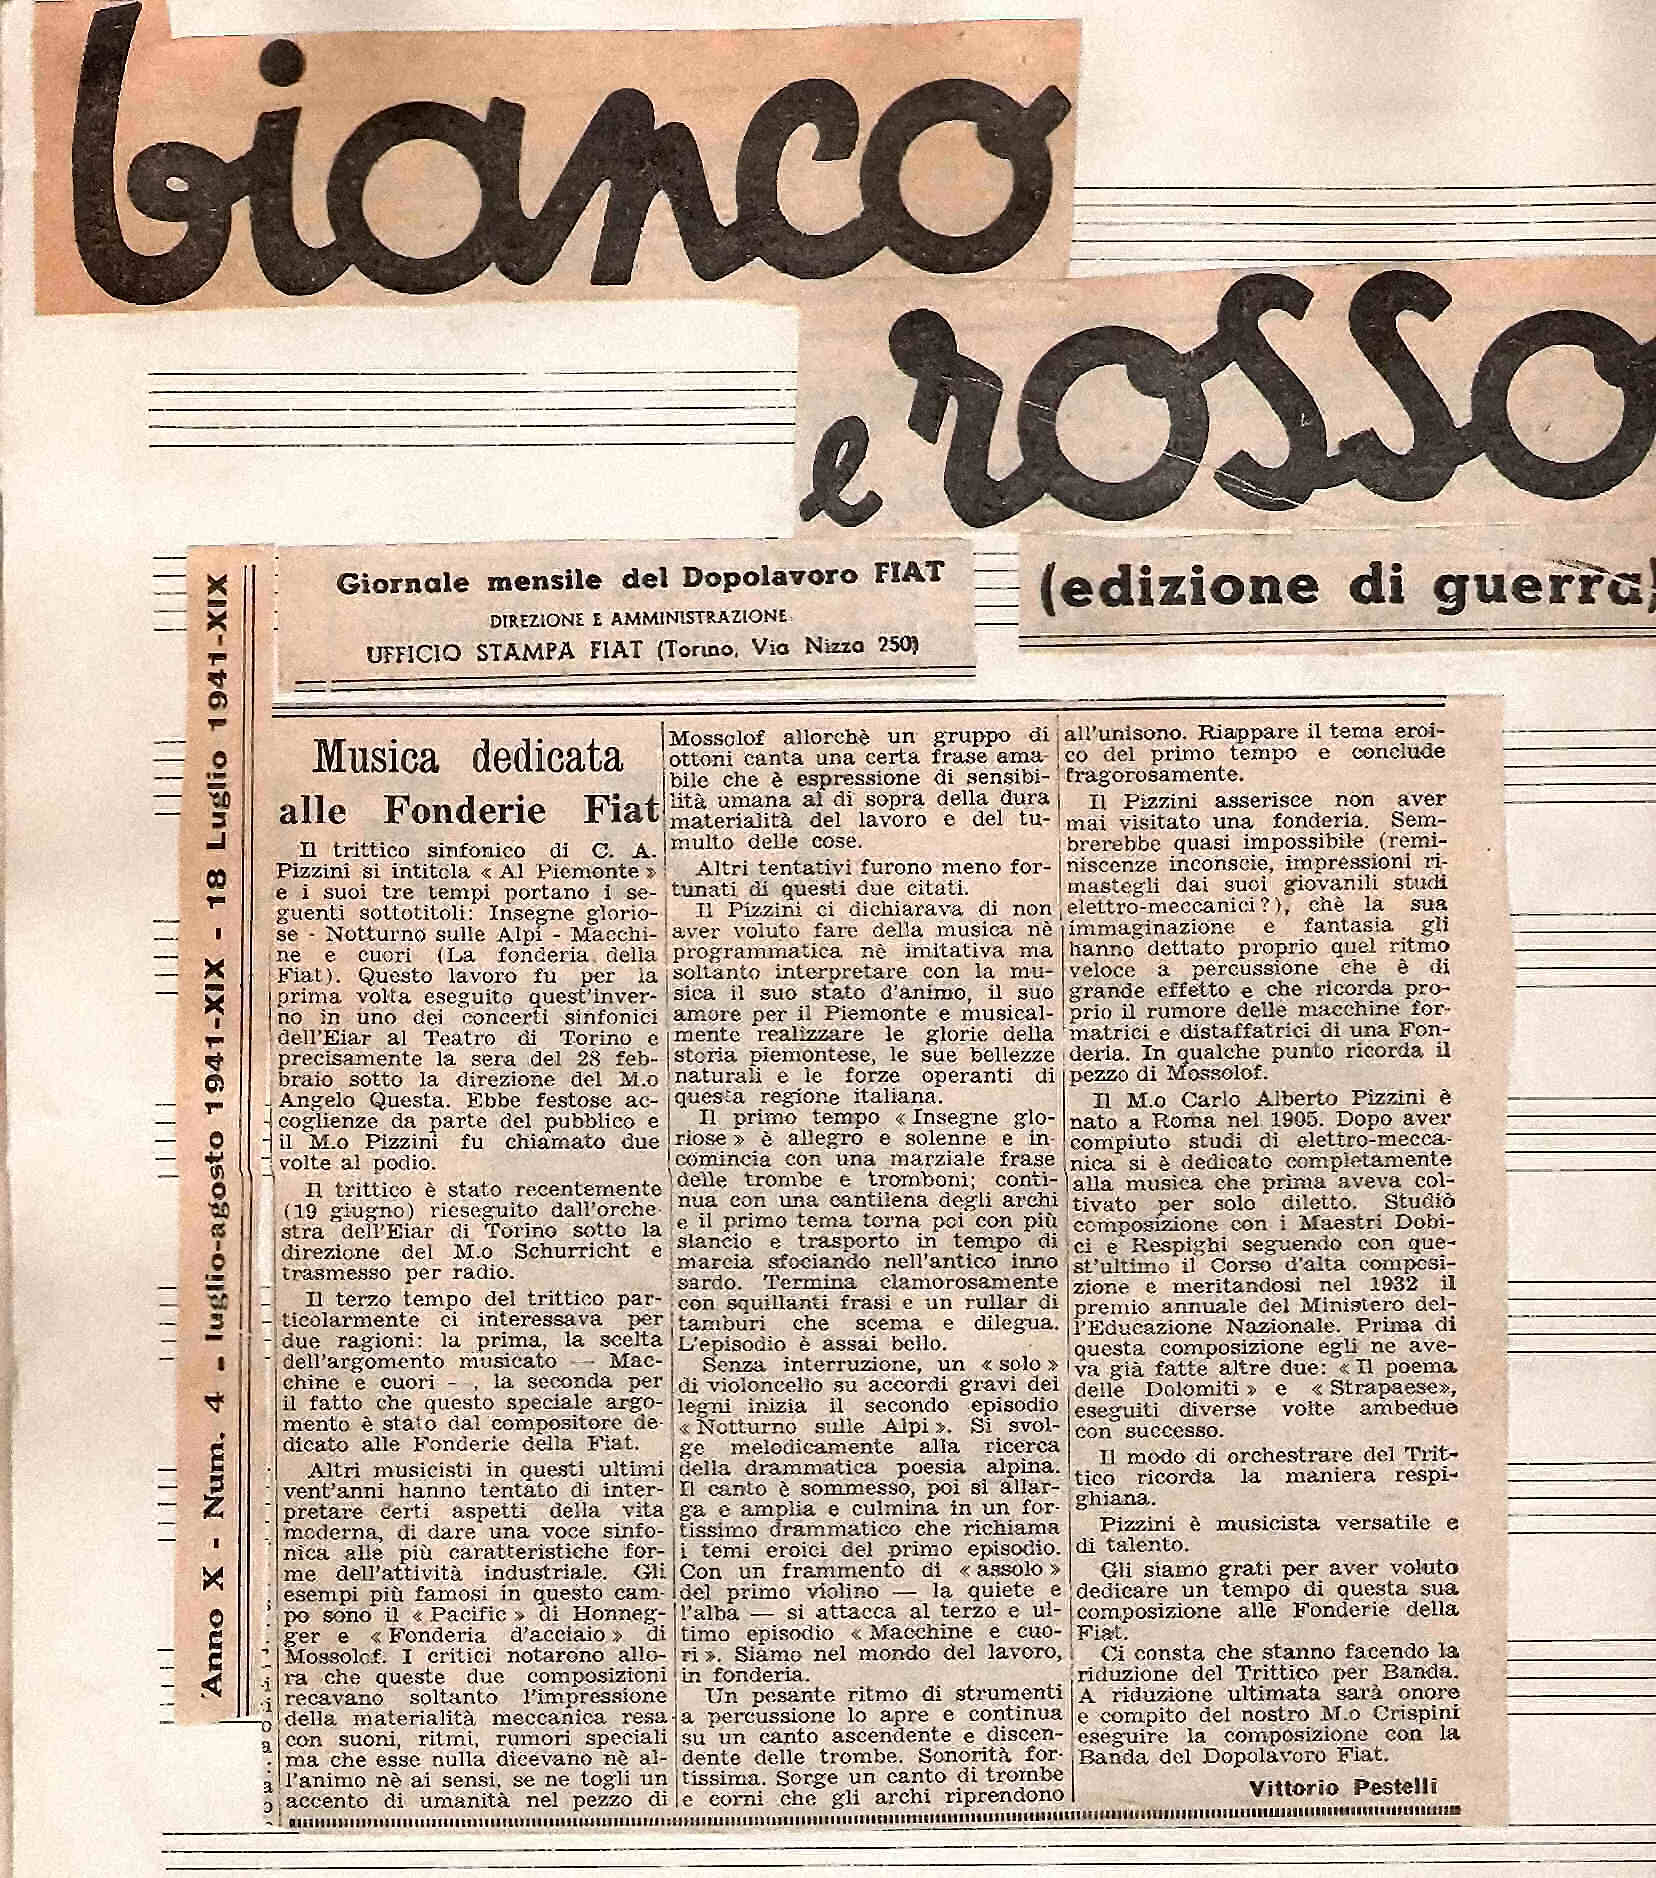 bianco
e rosso
Giornale mensile del Dopolavoro FIAT
DIREZIONE E AMMINISTRAZIONE
UFFICIO STAMPA FIAT (Torino, Via Nizza 250)
(edizione di guerra)
Anno X - Num. 4 - luglio-agosto 1941-XIX - 18 Luglio 1941-XIX
Musica dedicata
alle Fonderie Fiat
Il trittico sinfonico di C. A.
Pizzini si intitola « Al Piemonte »
e i suoi tre tempi portano i se-
guenti sottotitoli: Insegne glorio-
se - Notturno sulle Alpi - Macchi-
ne e cuori (La fonderia della
Fiat). Questo lavoro fu per la
prima volta eseguito quest'inver-
no in uno dei concerti sinfonici
dell'Eiar al Teatro di Torino e
precisamente la sera del 28 feb-
braio sotto la direzione del M.o
Angelo Questa. Ebbe festose ac-
coglienze da parte del pubblico e
il M.o Pizzini fu chiamato due
volte al podio.
Il trittico è stato recentemente
(19 giugno) rieseguito dall'orche-
stra dell'Eiar di Torino sotto la
direzione del M.o Schurricht e
trasmesso per radio.
Il terzo tempo del trittico par-
ticolarmente ci interessava per
due ragioni: la prima, la scelta
dell'argomento musicato — Mac-
chine e cuori - , la seconda per
il fatto che questo speciale argo-
mento è stato dal compositore de-
dicato alle Fonderie della Fiat.
Altri musicisti in questi ultimi
vent'anni hanno tentato di inter-
pretare certi aspetti della vita
moderna, di dare una voce sinfo-
nica alle più caratteristiche for-
me dell'attività industriale. Gli
esempi più famosi in questo cam-
po sono il « Pacific » di Honneg-
ger e « Fonderia d'acciaio » di
Mossolof. I critici notarono allo-
ra che queste due composizioni
recavano soltanto l'impressione
della materialità meccanica resa
con suoni, ritmi, rumori speciali
ma che esse nulla dicevano nè al-
l'animo nè ai sensi, se ne togli un
accento di umanità nel pezzo di
Mossolof allorchè un gruppo di
ottoni canta una certa frase ama-
bile che è espressione di sensibi-
lità umana al di sopra della dura
materialità del lavoro e del tu-
multo delle cose.
Altri tentativi furono meno for-
tunati di questi due citati.
Il Pizzini ci dichiarava di non
aver voluto fare della musica nè
programmatica nè imitativa ma
soltanto interpretare con la mu-
sica il suo stato d'animo, il suo
amore per il Piemonte e musical-
mente realizzare le glorie della
storia piemontese, le sue bellezze
naturali e le forze operanti di
questa regione italiana.
Il primo tempo « Insegne glo-
riose » è allegro e solenne e in-
comincia con una marziale frase
delle trombe e tromboni; conti-
nua con una cantilena degli archi
e il primo tema torna poi con più
slancio e trasporto in tempo di
marcia sfociando nell'antico inno
sardo. Termina clamorosamente
con squillanti frasi e un rullar di
tamburi che scema e dilegua.
L'episodio è assai bello.
Senza interruzione, un « solo »
di violoncello su accordi gravi dei
legni inizia il secondo episodio
« Notturno sulle Alpi ». Si svol-
ge melodicamente alla ricerca
della drammatica poesia alpina.
Il canto è sommesso, poi si allar-
ga e amplia e culmina in un for-
tissimo drammatico che richiama
i temi eroici del primo episodio.
Con un frammento di « assolo »
del primo violino — la quiete e
l'alba — si attacca al terzo e ul-
timo episodio « Macchine e cuo-
ri ». Siamo nel mondo del lavoro,
in fonderia.
Un pesante ritmo di strumenti
a percussione lo apre e continua
su un canto ascendente e discen-
dente delle trombe. Sonorità for-
tissima. Sorge un canto di trombe
e corni che gli archi riprendono
all'unisono. Riappare il tema eroi-
co del primo tempo e conclude
fragorosamente.
Il Pizzini asserisce non aver
mai visitato una fonderia. Sem-
brerebbe quasi impossibile (remi-
niscenze inconscie, impressioni ri-
mastegli dai suoi giovanili studi
elettro-meccanici?), chè la sua
immaginazione e fantasia gli
hanno dettato proprio quel ritmo
veloce a percussione che è di
grande effetto e che ricorda pro-
prio il rumore delle macchine for-
matrici e distaffatrici di una Fon-
deria. In qualche punto ricorda il
pezzo di Mossolof.
Il M.o Carlo Alberto Pizzini è
nato a Roma nel 1905. Dopo aver
compiuto studi di elettro-mecca-
nica si è dedicato completamente
alla musica che prima aveva col-
tivato per solo diletto. Studiò
composizione con i Maestri Dobi-
ci e Respighi seguendo con que-
st'ultimo il Corso d'alta composi-
zione e meritandosi nel 1932 il
premio annuale del Ministero del-
l'Educazione Nazionale. Prima di
questa composizione egli ne ave-
va già fatte altre due: « Il poema
delle Dolomiti » e « Strapaese»,
eseguiti diverse volte ambedue
con successo.
Il modo di orchestrare del Trit-
tico ricorda la maniera respi-
ghiana.
Pizzini è musicista versatile e
di talento.
Gli siamo grati per aver voluto
dedicare un tempo di questa sua
composizione alle Fonderie della
Fiat.
Ci consta che stanno facendo la
riduzione del Trittico per Banda.
A riduzione ultimata sarà onore
e compito del nostro M.o Crispini
eseguire la composizione con la
Banda del Dopolavoro Fiat.
Vittorio Pestelli